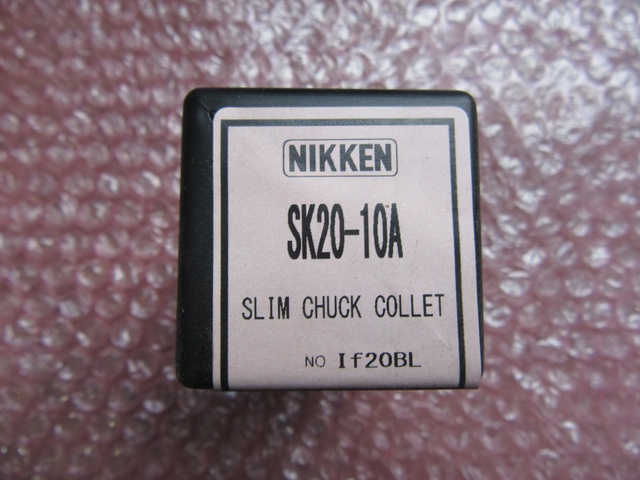 NIKKEN
SK20-10A
SLIM CHUCK COLLET
NO If20BL